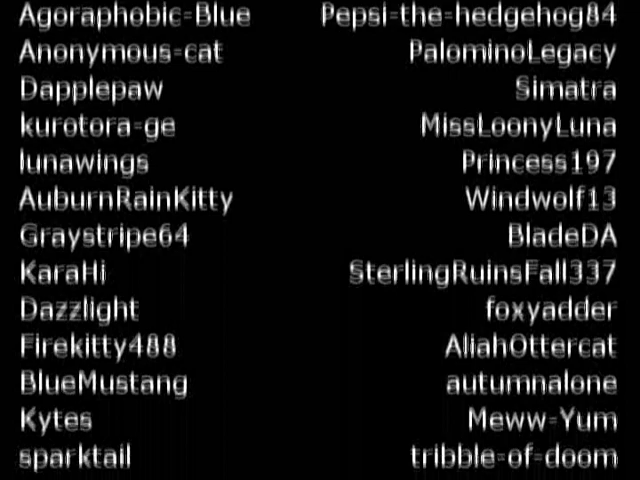 Agoraphobic-Blue Pepsi-the-hedgehog84
Anonymous-cat PalominoLegacy
Dapplepaw Simatra
kurotora-ge MissLoonyLuna
lunawings Princess197
AuburnRainKitty Windwolf13
Graystripe64 BladeDA
KaraHi SterlingRuinsFall337
Dazzlight foxyadder
Firekitty488 AliahOttercat
BlueMustang autumnalone
Kytes Meww-Yum
sparktail tribble-of-doom